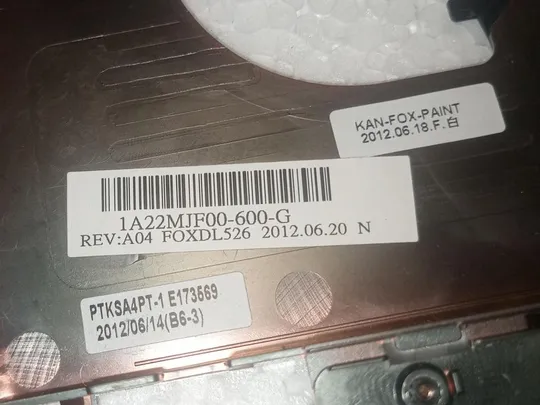 KAN-FOX-PAINT
2012.06.18.F.白
1A22MJF00-600-G
REV:A04 FOXDL526 2012.06.20 N
PTKSA4PT-1 E173569
2012/06/14(B6-3)